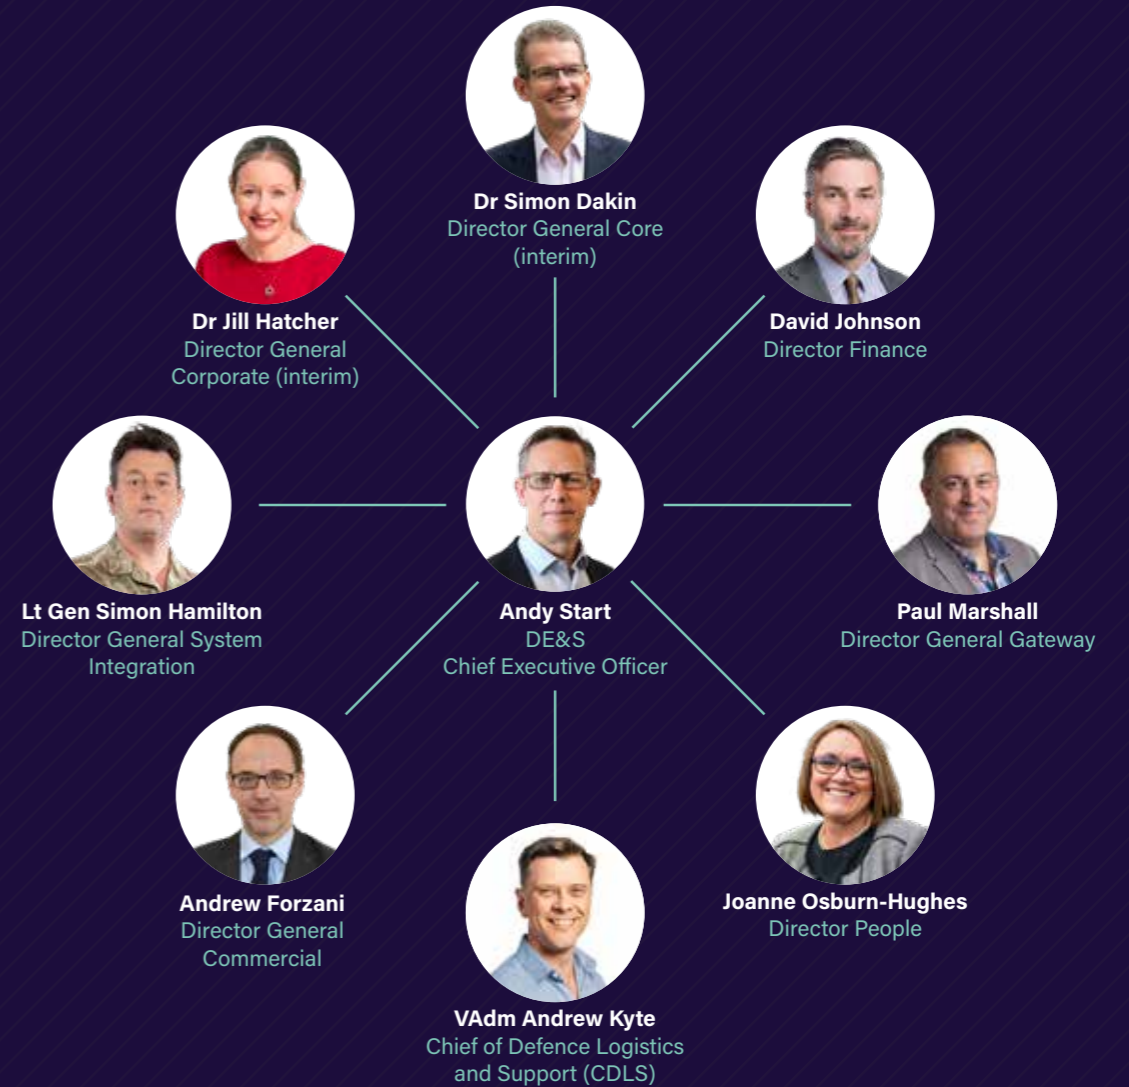 Dr Simon Dakin
Director General Core
(interim)
Dr Jill Hatcher
Director General
Corporate (interim)
David Johnson
Director Finance
Lt Gen Simon Hamilton
Director General System
Integration
Andy Start
DE&S
Chief Executive Officer
Paul Marshall
Director General Gateway
Andrew Forzani
Director General
Commercial
Joanne Osburn-Hughes
Director People
VAdm Andrew Kyte
Chief of Defence Logistics
and Support (CDLS)